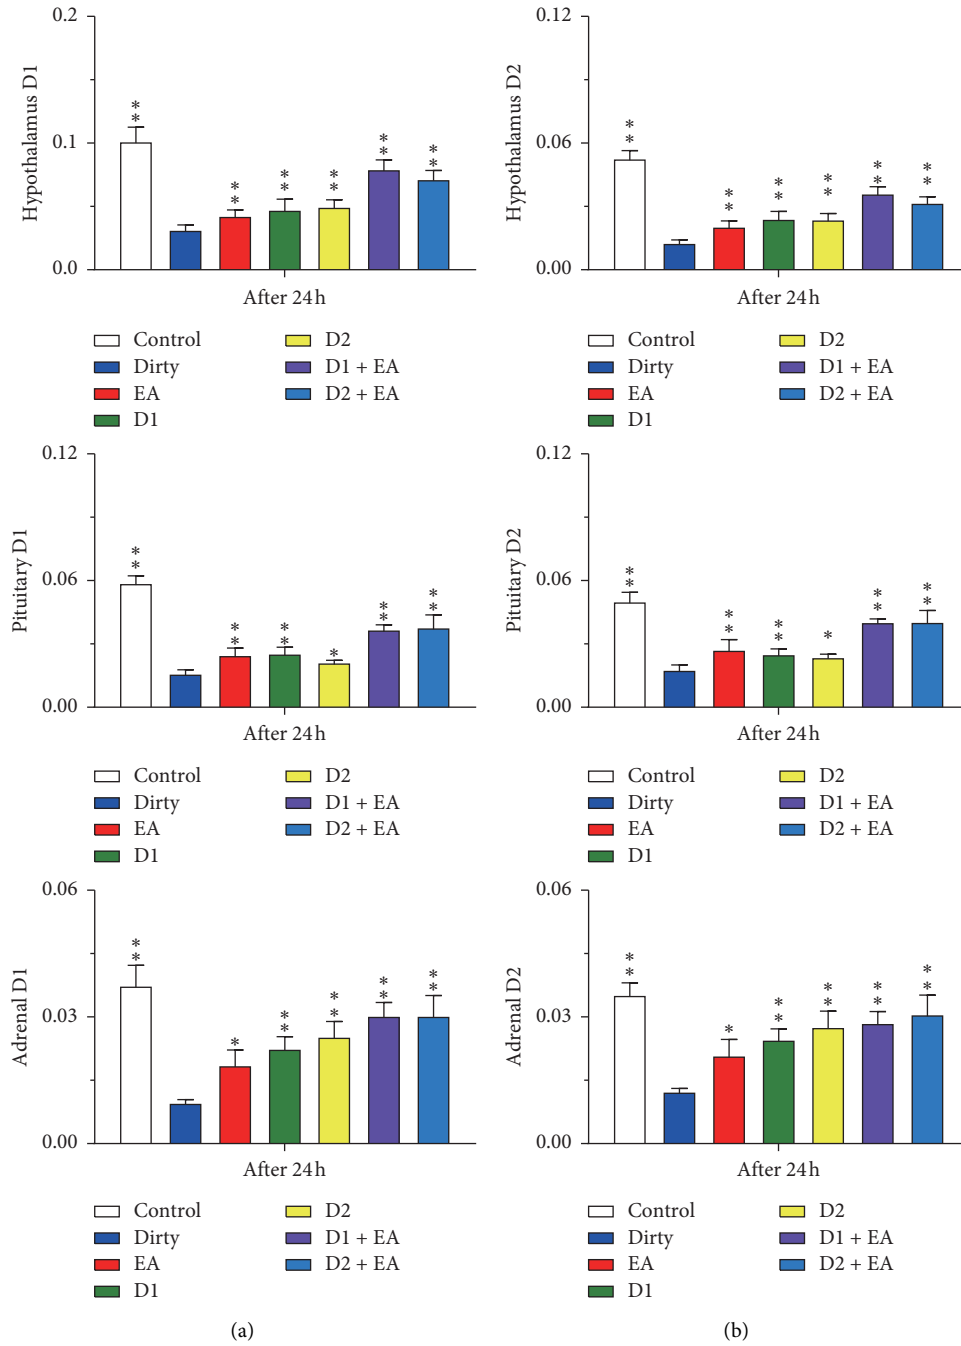 Hypothalamus D1
0.2
0.1
0.0
** ** ** ** ** **
After 24 h
Control
Dirty
EA
D1
D2
D1 + EA
D2 + EA
Hypothalamus D2
0.12
0.06
0.00
** ** ** ** ** **
After 24 h
Control
Dirty
EA
D1
D2
D1 + EA
D2 + EA
Pituitary D1
0.12
0.06
0.00
** ** ** * ** **
After 24 h
Control
Dirty
EA
D1
D2
D1 + EA
D2 + EA
Pituitary D2
0.12
0.06
0.00
** ** ** * ** **
After 24 h
Control
Dirty
EA
D1
D2
D1 + EA
D2 + EA
Adrenal D1
0.06
0.03
0.00
** * ** ** ** **
After 24 h
Control
Dirty
EA
D1
D2
D1 + EA
D2 + EA
Adrenal D2
0.06
0.03
0.00
** * ** ** ** **
After 24 h
Control
Dirty
EA
D1
D2
D1 + EA
D2 + EA
(a)
(b)